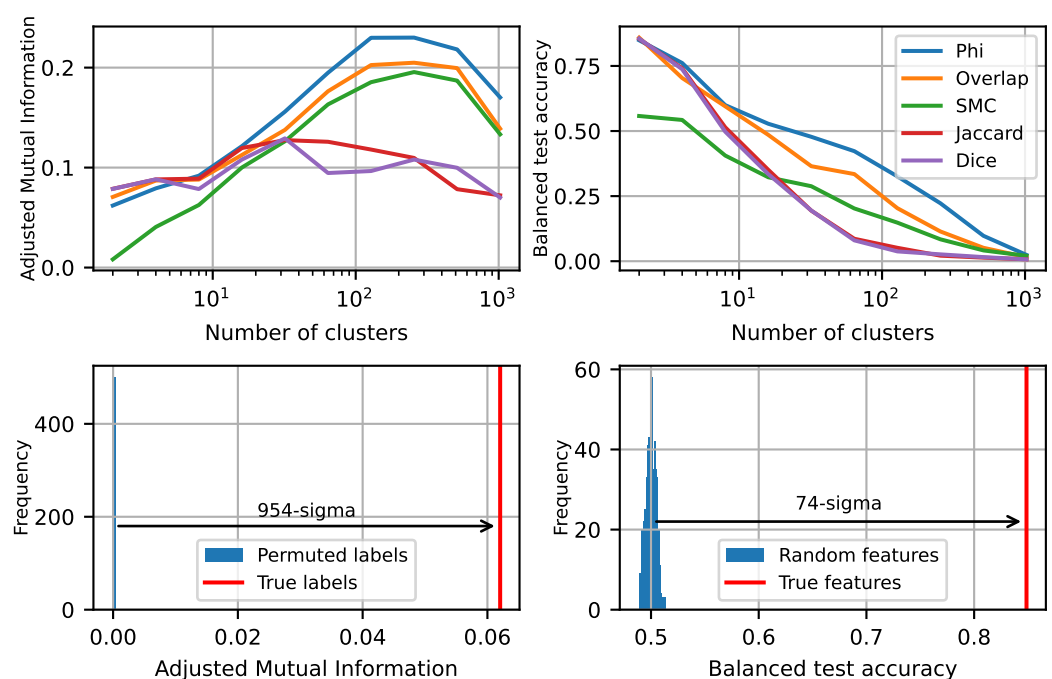 Adjusted Mutual Information
0.2
0.1
0.0
10¹
10²
10³
Number of clusters
Balanced test accuracy
0.75
0.50
0.25
0.00
10¹
10²
10³
Number of clusters
Phi
Overlap
SMC
Jaccard
Dice
Frequency
400
200
0
954-sigma
Permuted labels
True labels
0.00
0.02
0.04
0.06
Adjusted Mutual Information
Frequency
60
40
20
0
74-sigma
Random features
True features
0.5
0.6
0.7
0.8
Balanced test accuracy